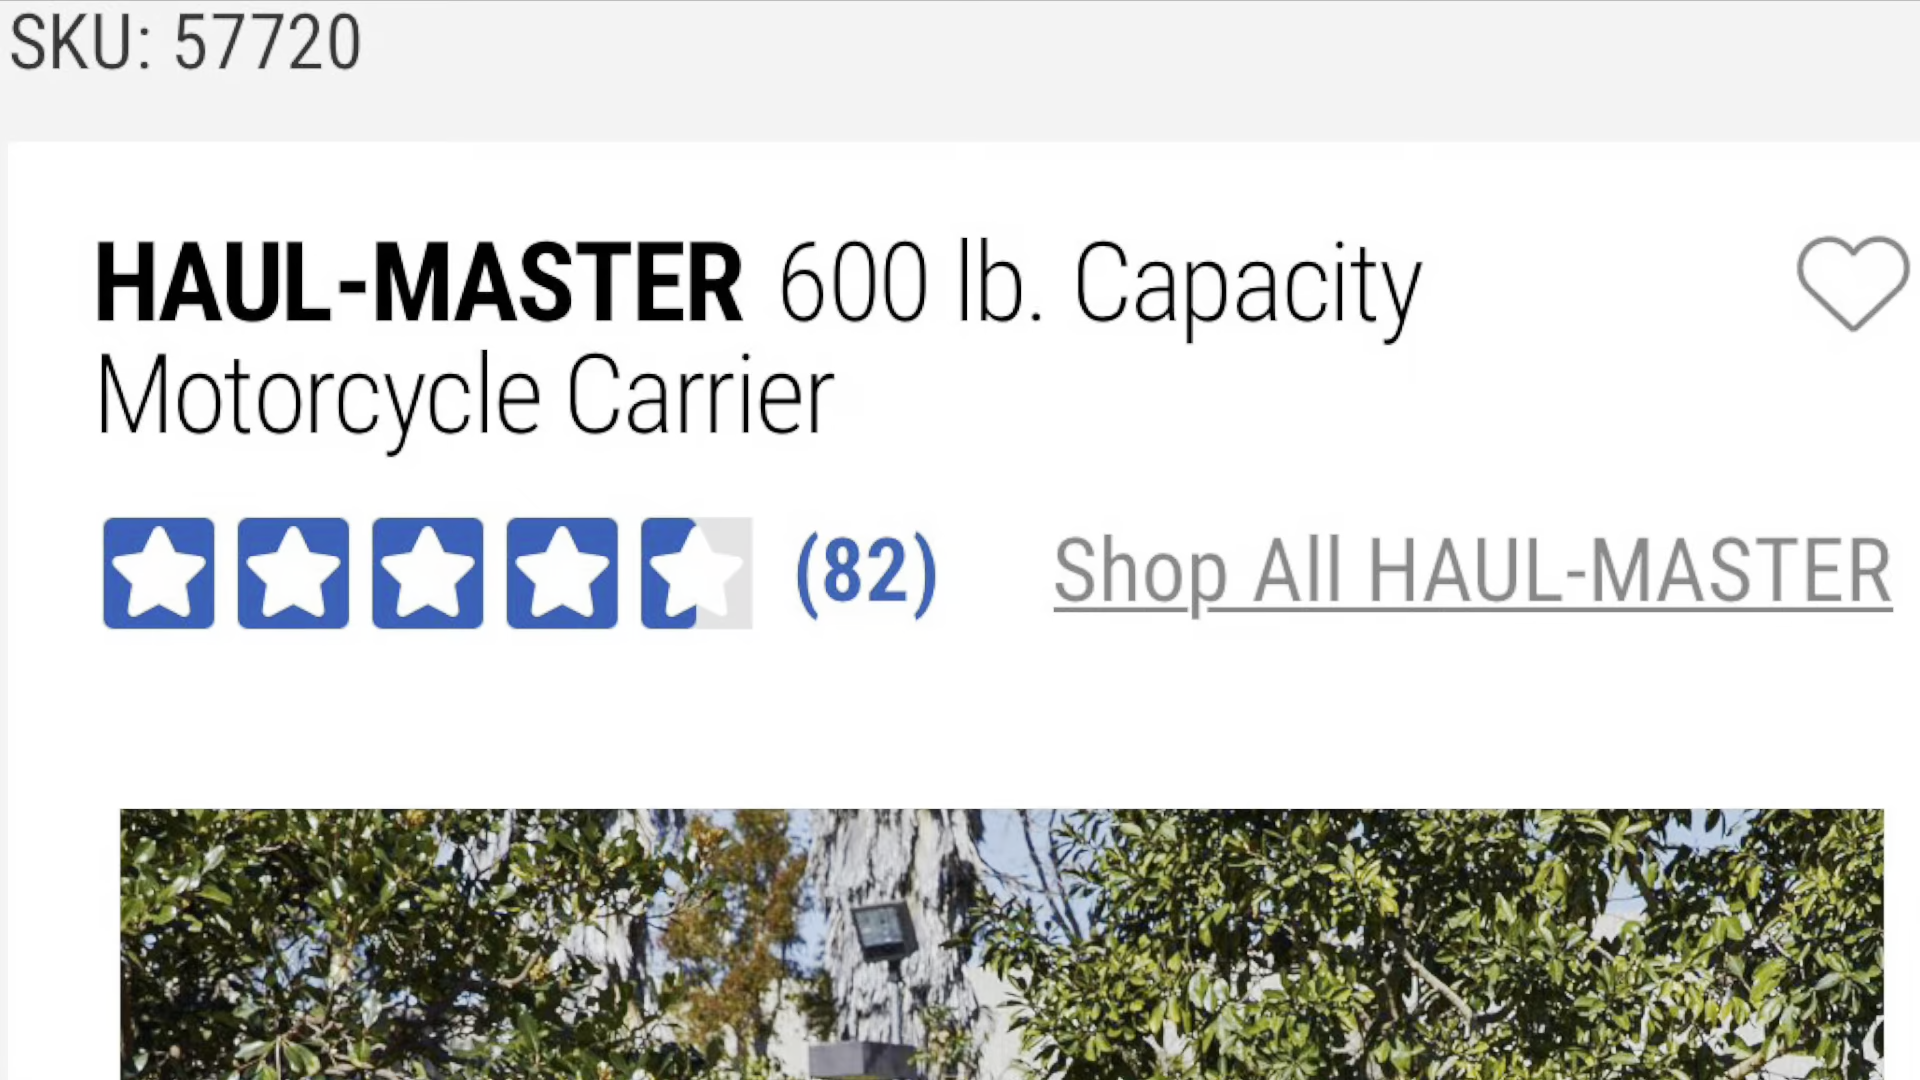 SKU: 57720
HAUL-MASTER 600 lb. Capacity
Motorcycle Carrier
(82) Shop All HAUL-MASTER